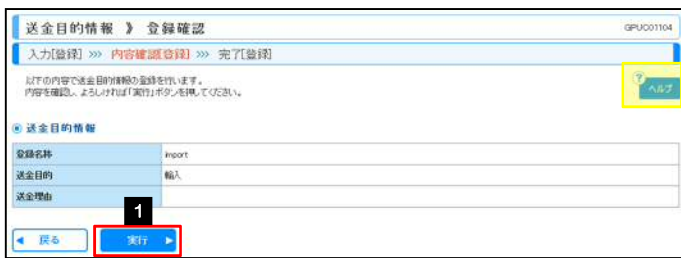 送金目的情報 》 登録確認
GPUC01104
入力[登録] >>> 内容確認[登録] >>> 完了[登録]
以下の内容で送金目的情報の登録を行います。
内容を確認し、よろしければ「実行」ボタンを押してください。
?
ヘルプ
送金目的情報
登録名称 import
送金目的 輸入
送金理由
1
戻る
実行